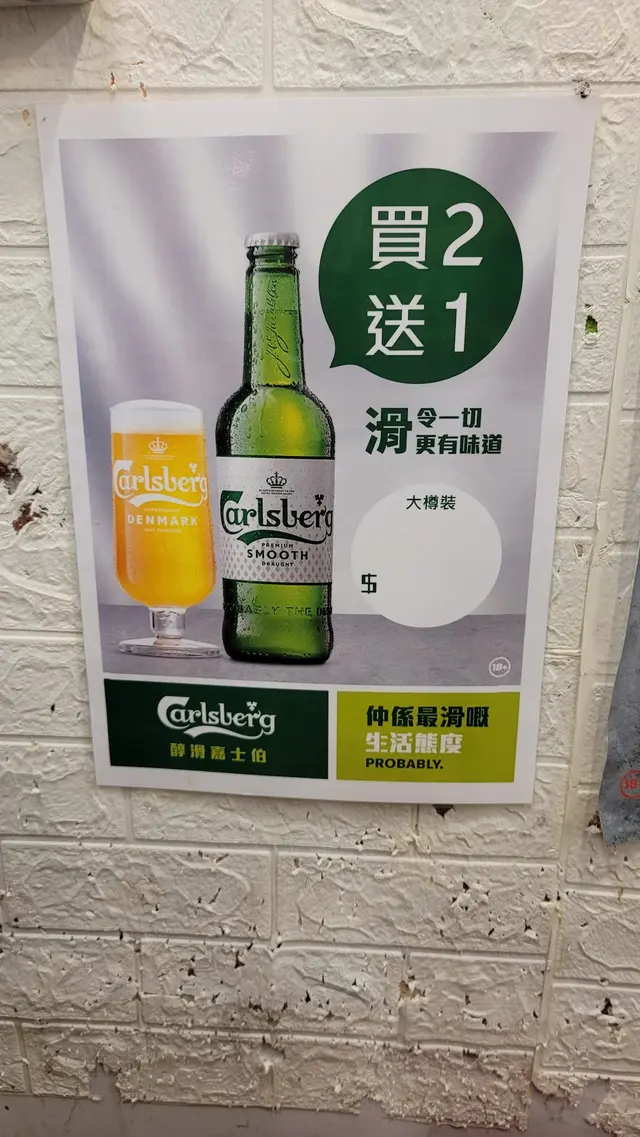 買2
送1
滑 令一切
更有味道
大樽裝
$
Carlsberg
DENMARK
Carlsberg
PREMIUM
SMOOTH
DRAUGHT
18+
Carlsberg
醇滑嘉士伯
仲係最滑嘅
生活態度
PROBABLY.